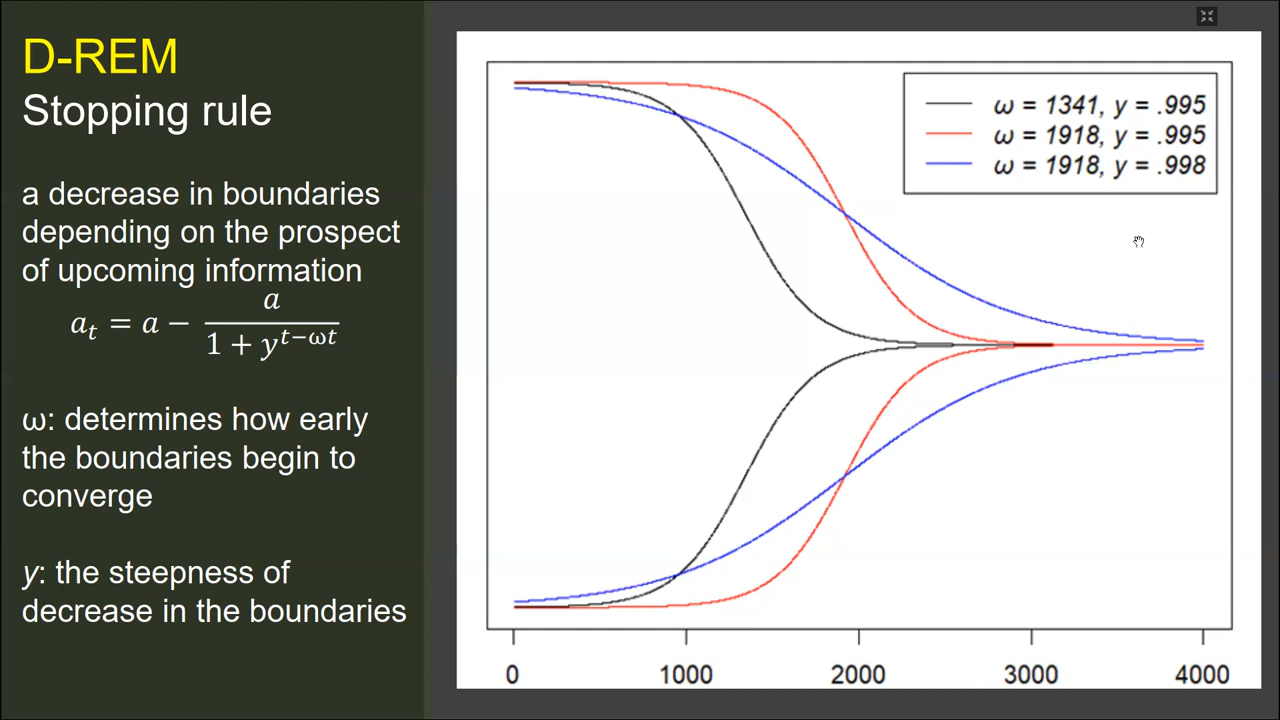 D-REM
Stopping rule
a decrease in boundaries
depending on the prospect
of upcoming information
a_t = a − a / (1 + y^{t−ωt})
ω: determines how early
the boundaries begin to
converge
y: the steepness of
decrease in the boundaries
ω = 1341, y = .995
ω = 1918, y = .995
ω = 1918, y = .998
0 1000 2000 3000 4000